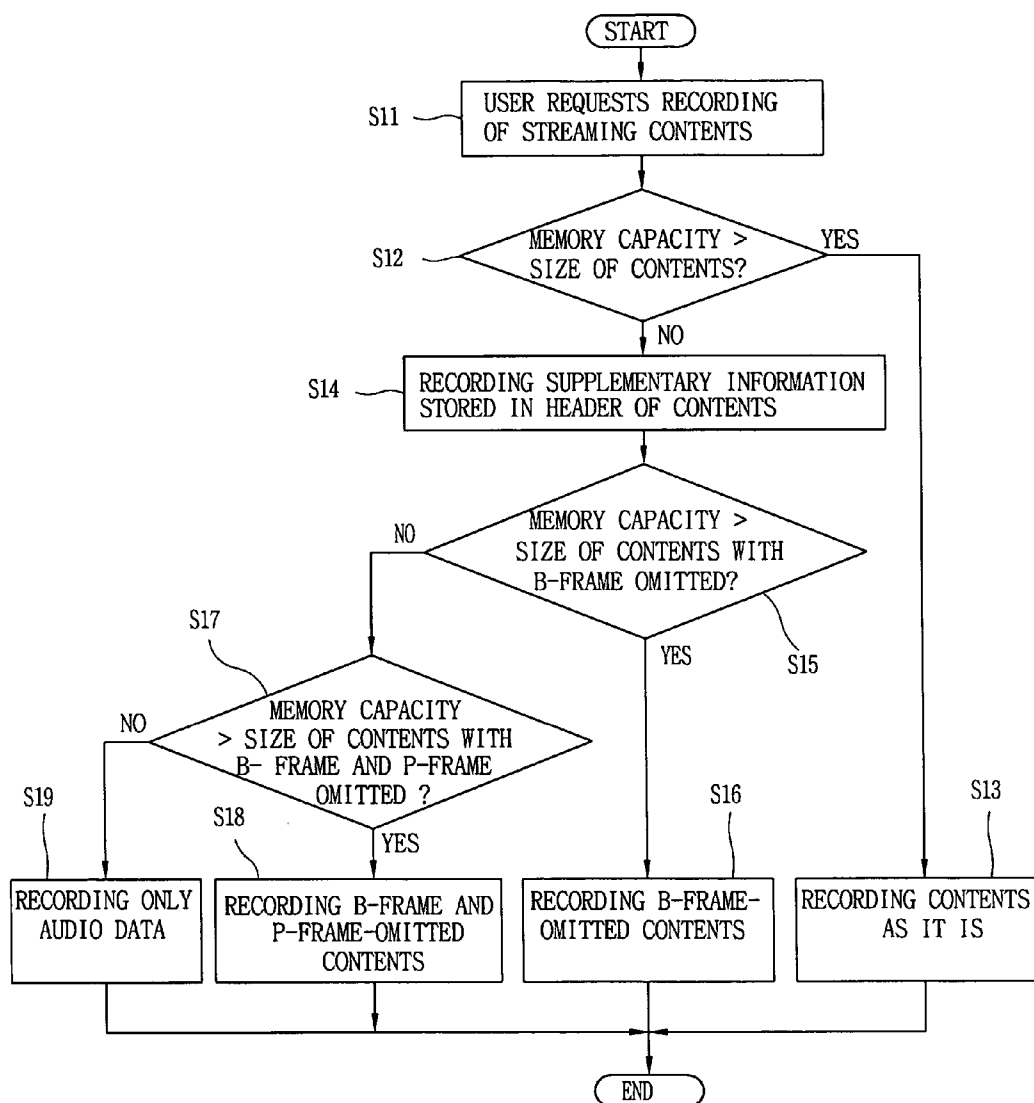 START
S11
USER REQUESTS RECORDING
OF STREAMING CONTENTS
S12
MEMORY CAPACITY >
SIZE OF CONTENTS?
YES
NO
S14
RECORDING SUPPLEMENTARY INFORMATION
STORED IN HEADER OF CONTENTS
NO
MEMORY CAPACITY >
SIZE OF CONTENTS WITH
B-FRAME OMITTED?
S15
YES
S17
NO
MEMORY CAPACITY
> SIZE OF CONTENTS WITH
B- FRAME AND P-FRAME
OMITTED ?
YES
S19
S18
S16
S13
RECORDING ONLY
AUDIO DATA
RECORDING B-FRAME AND
P-FRAME-OMITTED
CONTENTS
RECORDING B-FRAME-
OMITTED CONTENTS
RECORDING CONTENTS
AS IT IS
END